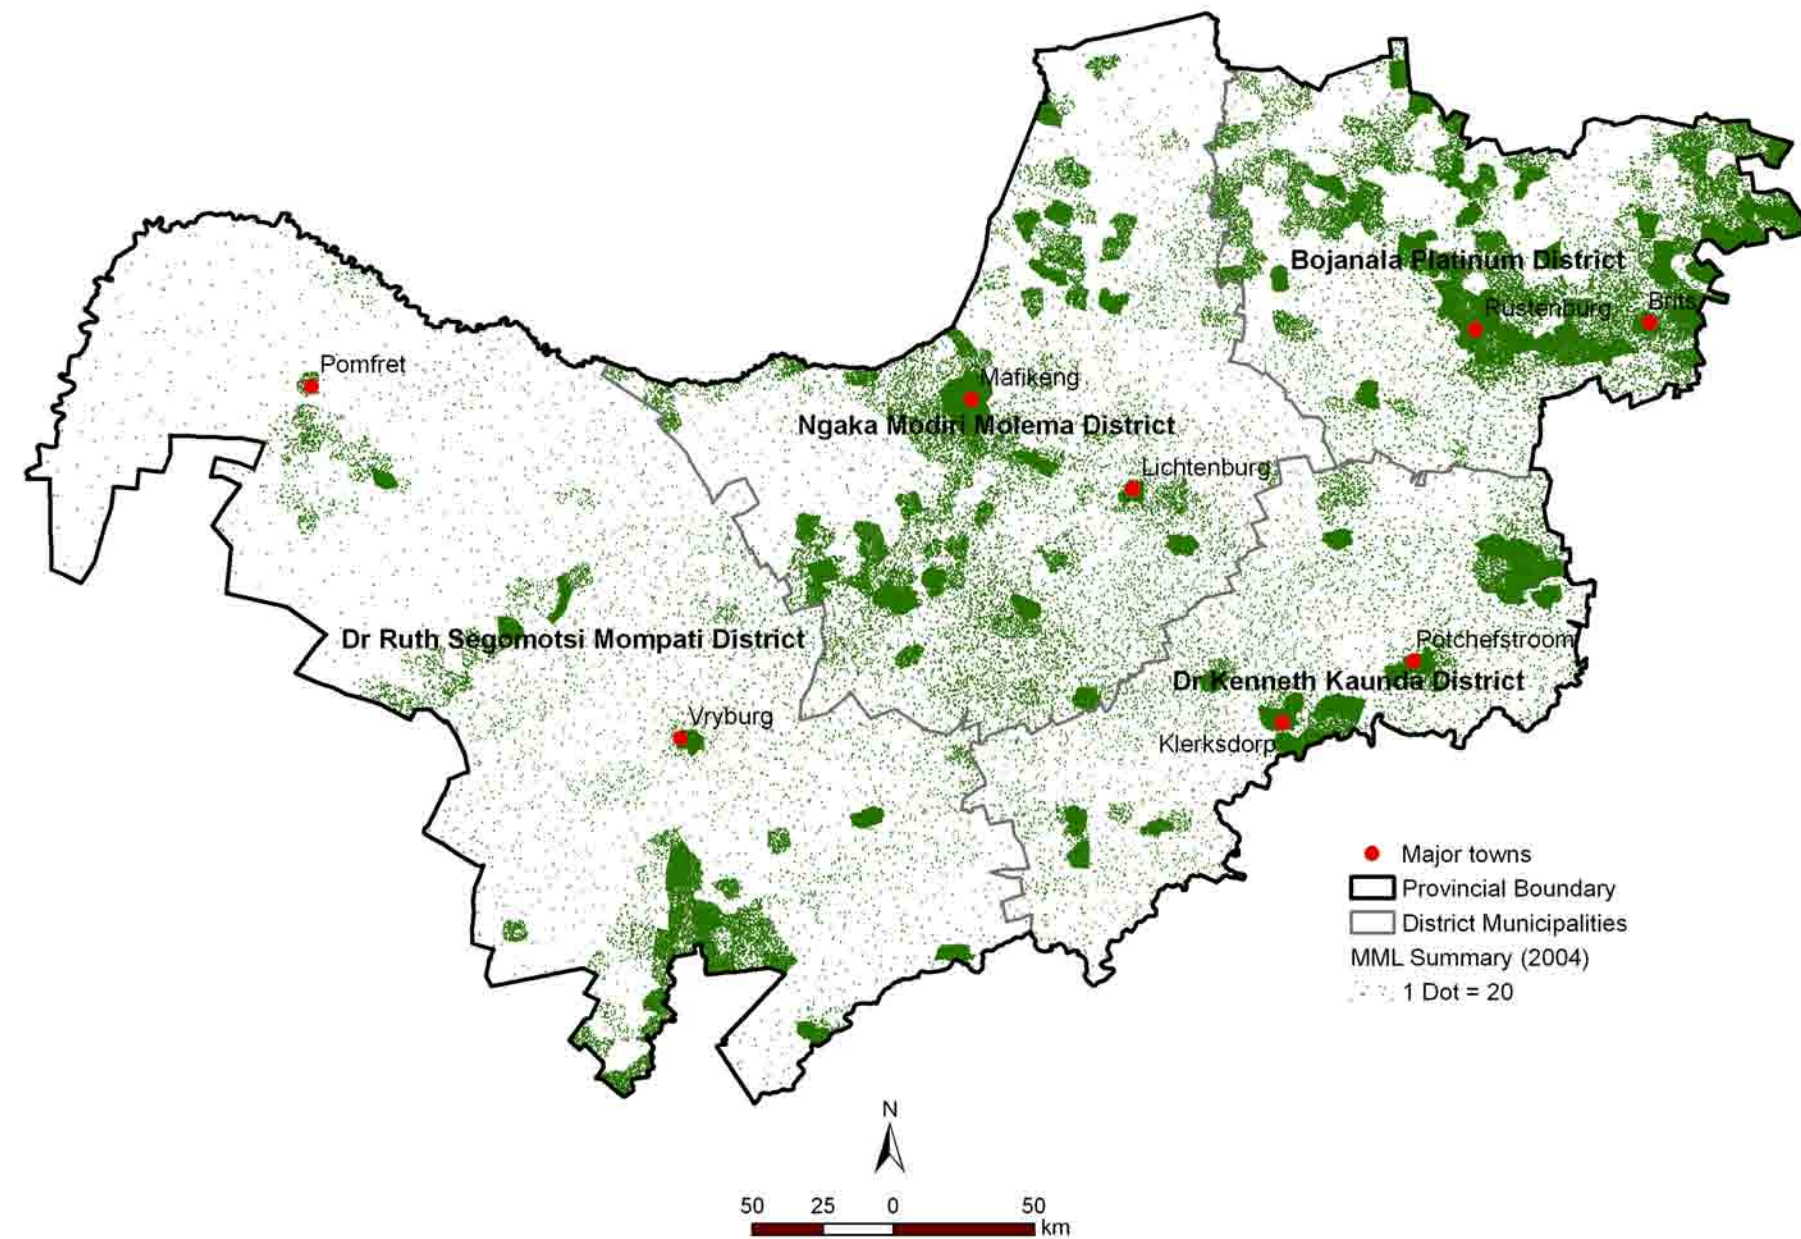 Bojanala Platinum District
Rustenburg
Brits
Pomfret
Mafikeng
Ngaka Modiri Molema District
Lichtenburg
Dr Ruth Segomotsi Mompati District
Potchefstroom
Dr Kenneth Kaunda District
Vryburg
Klerksdorp
Major towns
Provincial Boundary
District Municipalities
MML Summary (2004)
1 Dot = 20
N
50 25 0 50
km